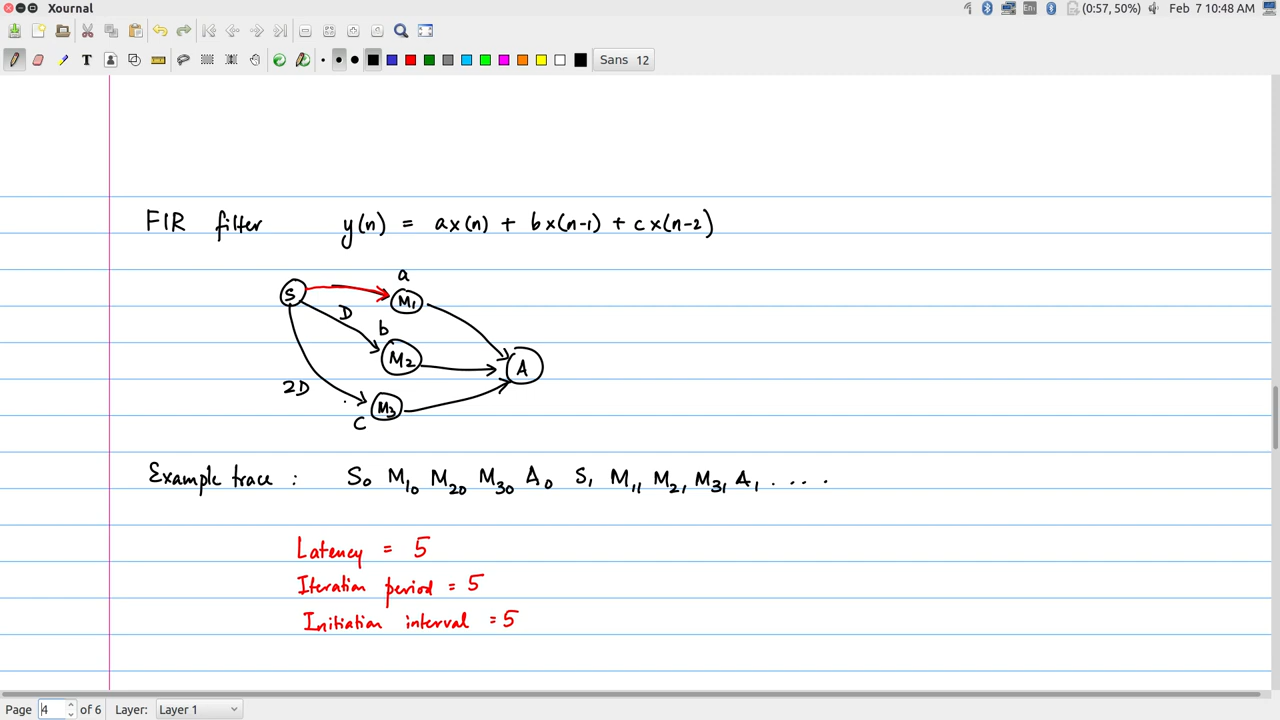 Xournal
En
(0:57, 50%)
Feb 7 10:48 AM
Sans 12
FIR filter y(n) = ax(n) + bx(n-1) + cx(n-2)
a
S
M₁
D
b
M₂
A
2D
M₃
C
Example trace : S₀ M₁₀ M₂₀ M₃₀ A₀ S₁ M₁₁ M₂₁ M₃₁ A₁ ....
Latency = 5
Iteration period = 5
Initiation interval = 5
Page 4 of 6 Layer: Layer 1